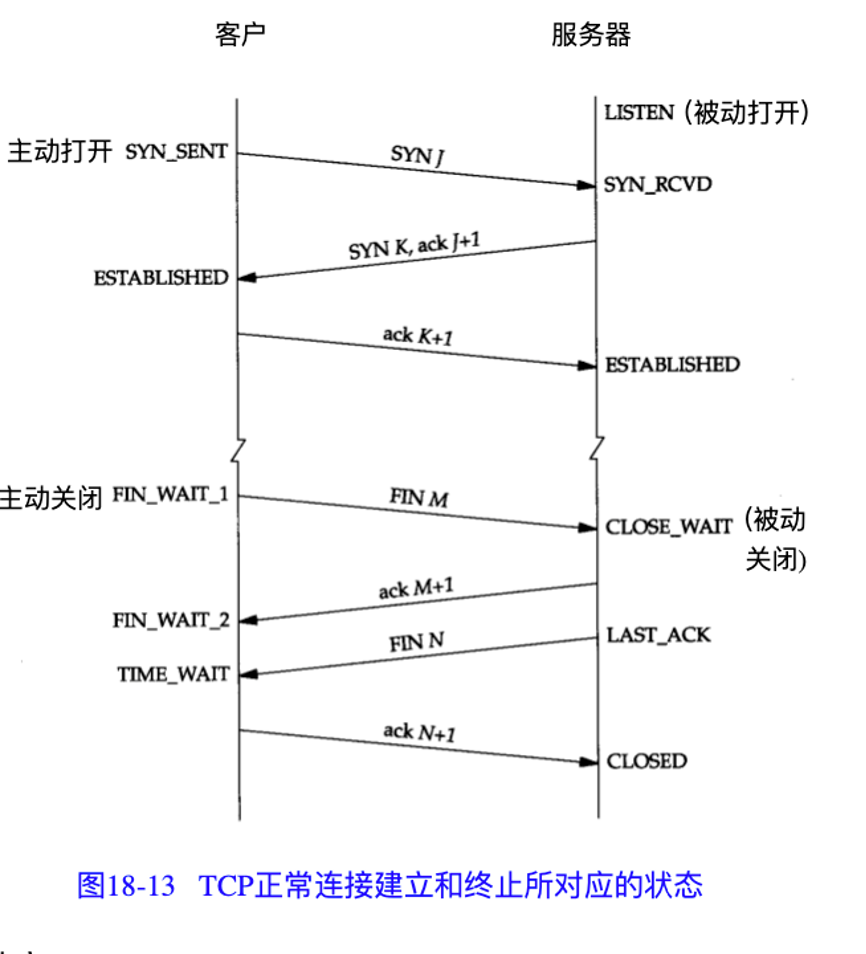 客户 服务器
LISTEN (被动打开)
主动打开 SYN_SENT SYN J
SYN_RCVD
SYN K, ack J+1
ESTABLISHED
ack K+1
ESTABLISHED
主动关闭 FIN_WAIT_1 FIN M
CLOSE_WAIT (被动
关闭)
ack M+1
FIN_WAIT_2
FIN N LAST_ACK
TIME_WAIT
ack N+1
CLOSED
图18-13 TCP正常连接建立和终止所对应的状态